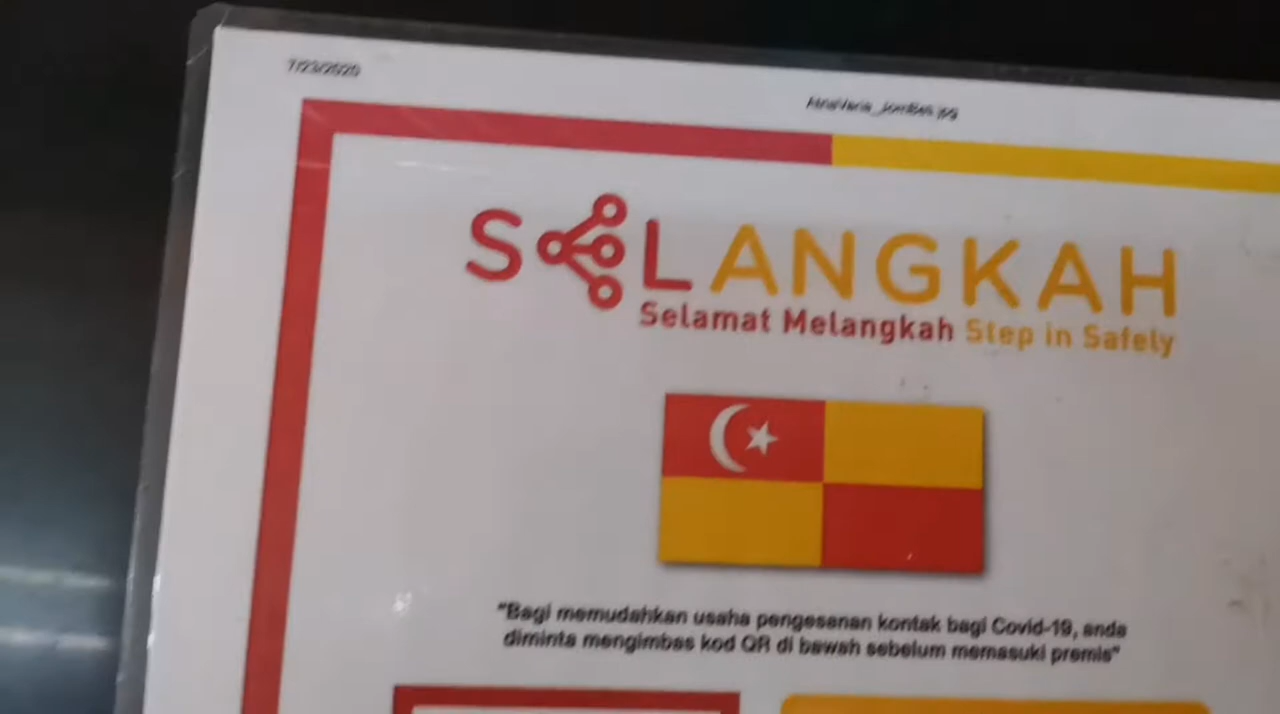 7/23/2020
SELANGKAH
Selamat Melangkah Step in Safely
"Bagi memudahkan usaha pengesanan kontak bagi Covid-19, anda
diminta mengimbas kod QR di bawah sebelum memasuki premis"